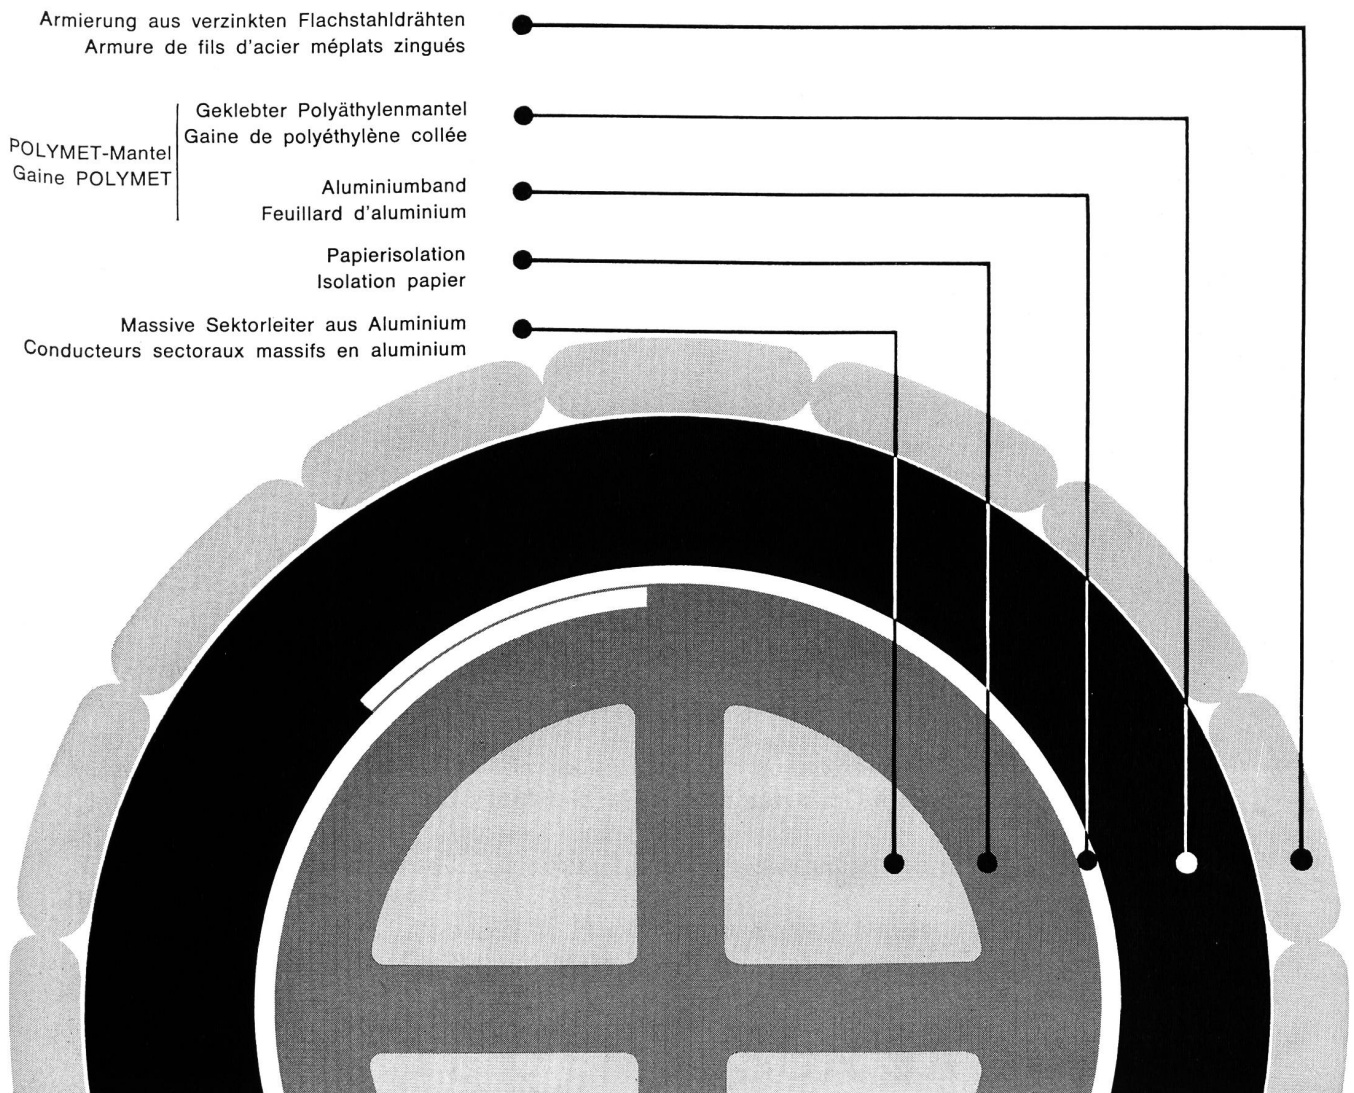 Armierung aus verzinkten Flachstahldrähten
Armure de fils d'acier méplats zingués
Geklebter Polyäthylenmantel
Gaine de polyéthylène collée
POLYMET-Mantel
Gaine POLYMET
Aluminiumband
Feuillard d'aluminium
Papierisolation
Isolation papier
Massive Sektorleiter aus Aluminium
Conducteurs sectoraux massifs en aluminium